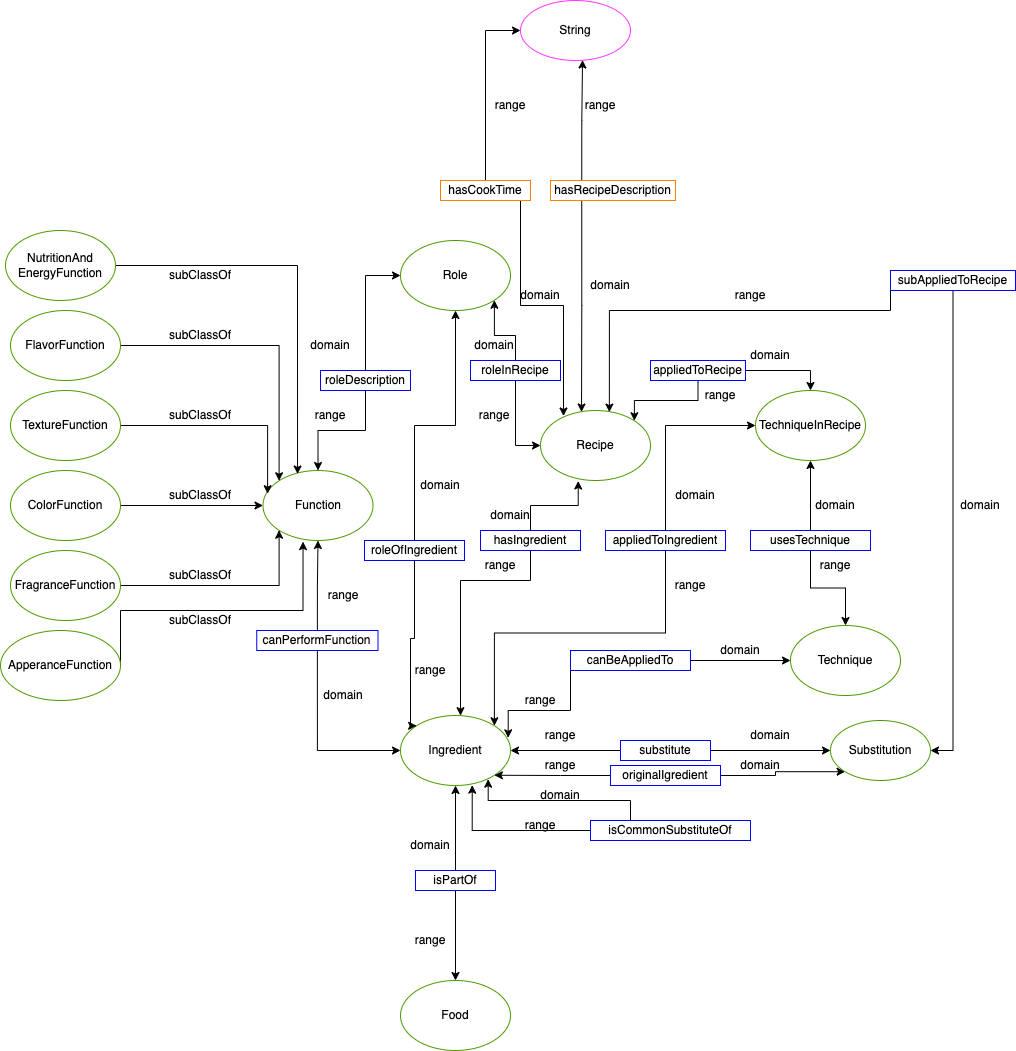 String
range
range
hasCookTime
hasRecipeDescription
NutritionAnd
EnergyFunction
subClassOf
Role
subAppliedToRecipe
domain
domain
range
FlavorFunction
subClassOf
domain
domain
domain
roleDescription
roleInRecipe
appliedToRecipe
range
TextureFunction
subClassOf
range
range
Recipe
TechniqueInRecipe
ColorFunction
subClassOf
Function
domain
domain
domain
domain
domain
hasIngredient
appliedToIngredient
usesTechnique
roleOfIngredient
FragranceFunction
subClassOf
range
range
range
range
subClassOf
canPerformFunction
ApperanceFunction
range
canBeAppliedTo
domain
Technique
domain
range
Ingredient
range
substitute
domain
Substitution
range
originalIgredient
domain
domain
range
isCommonSubstituteOf
domain
isPartOf
range
Food